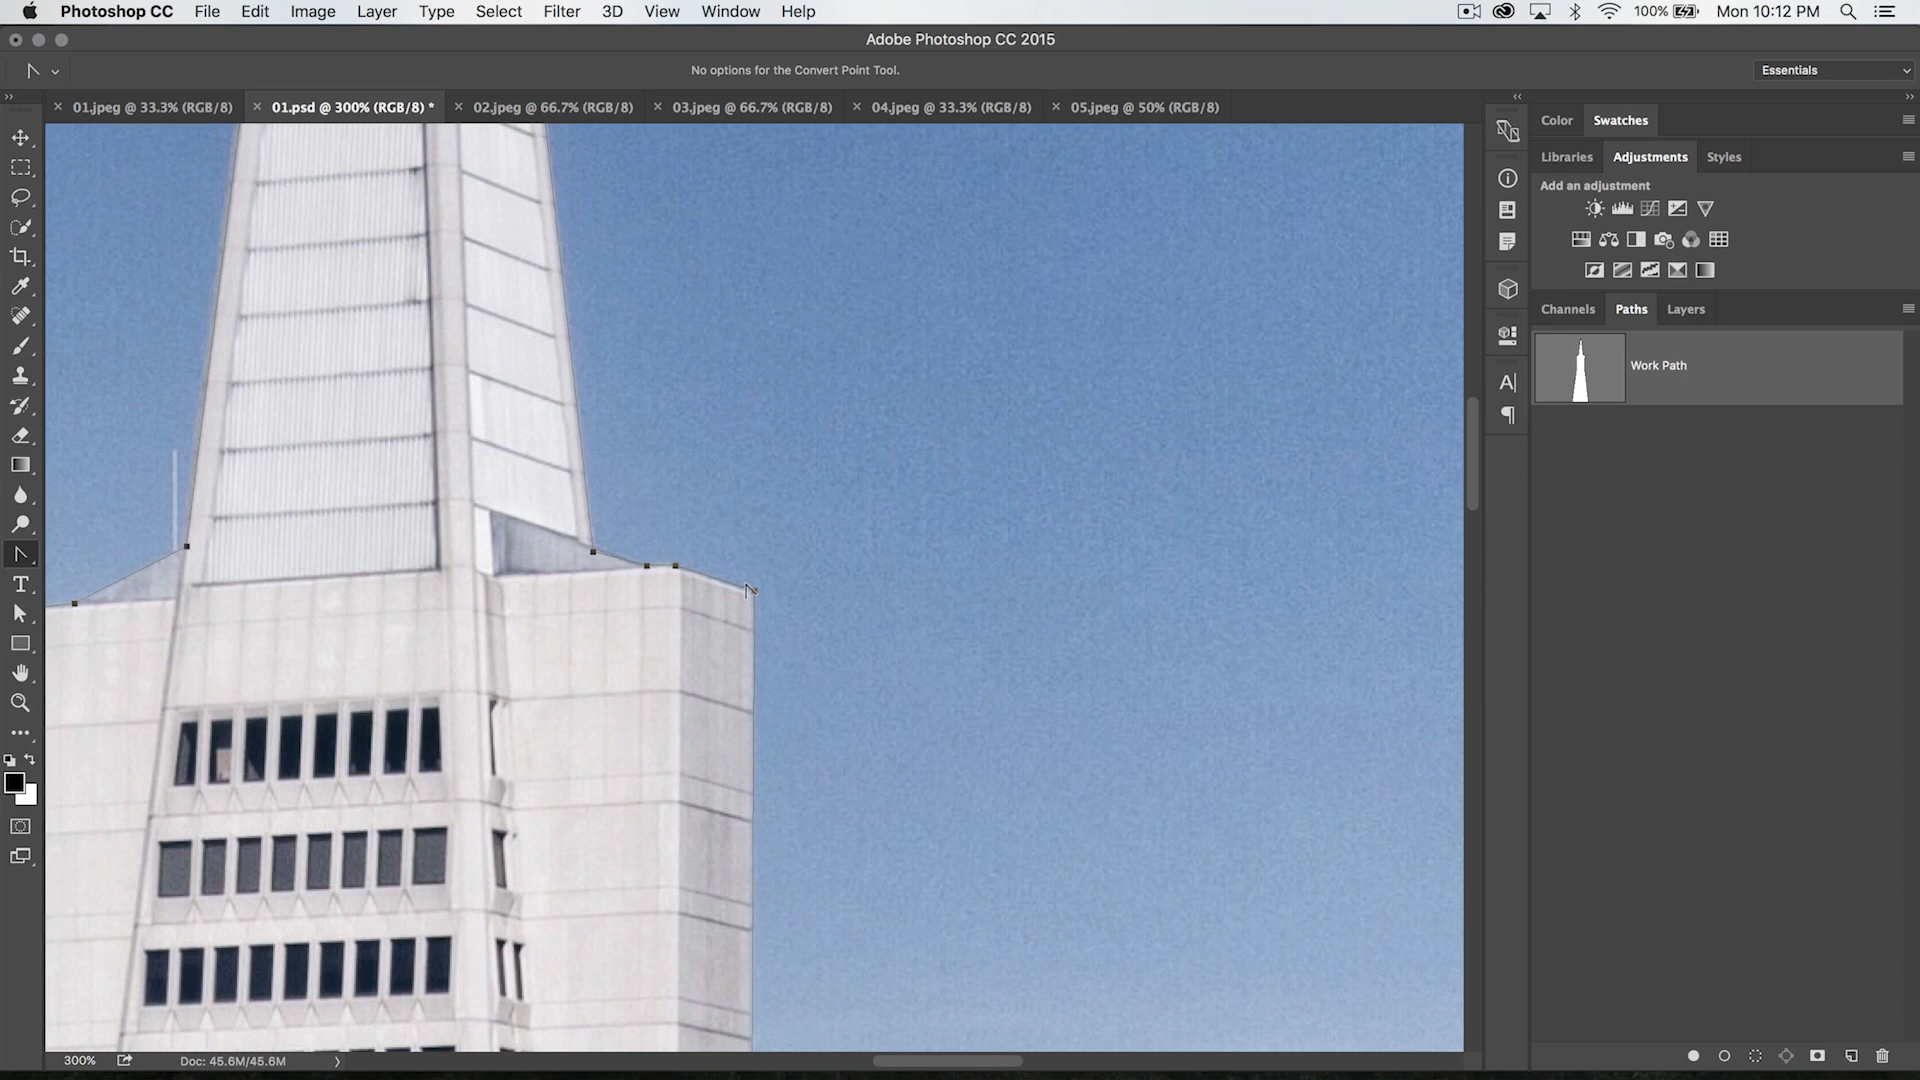 Photoshop CC File Edit Image Layer Type Select Filter 3D View Window Help 100% Mon 10:12 PM
Adobe Photoshop CC 2015
No options for the Convert Point Tool.
Essentials
01.jpeg @ 33.3% (RGB/8) 01.psd @ 300% (RGB/8) * 02.jpeg @ 66.7% (RGB/8) 03.jpeg @ 66.7% (RGB/8) 04.jpeg @ 33.3% (RGB/8) 05.jpeg @ 50% (RGB/8)
Color Swatches
Libraries Adjustments Styles
Add an adjustment
Channels Paths Layers
Work Path
300% Doc: 45.6M/45.6M